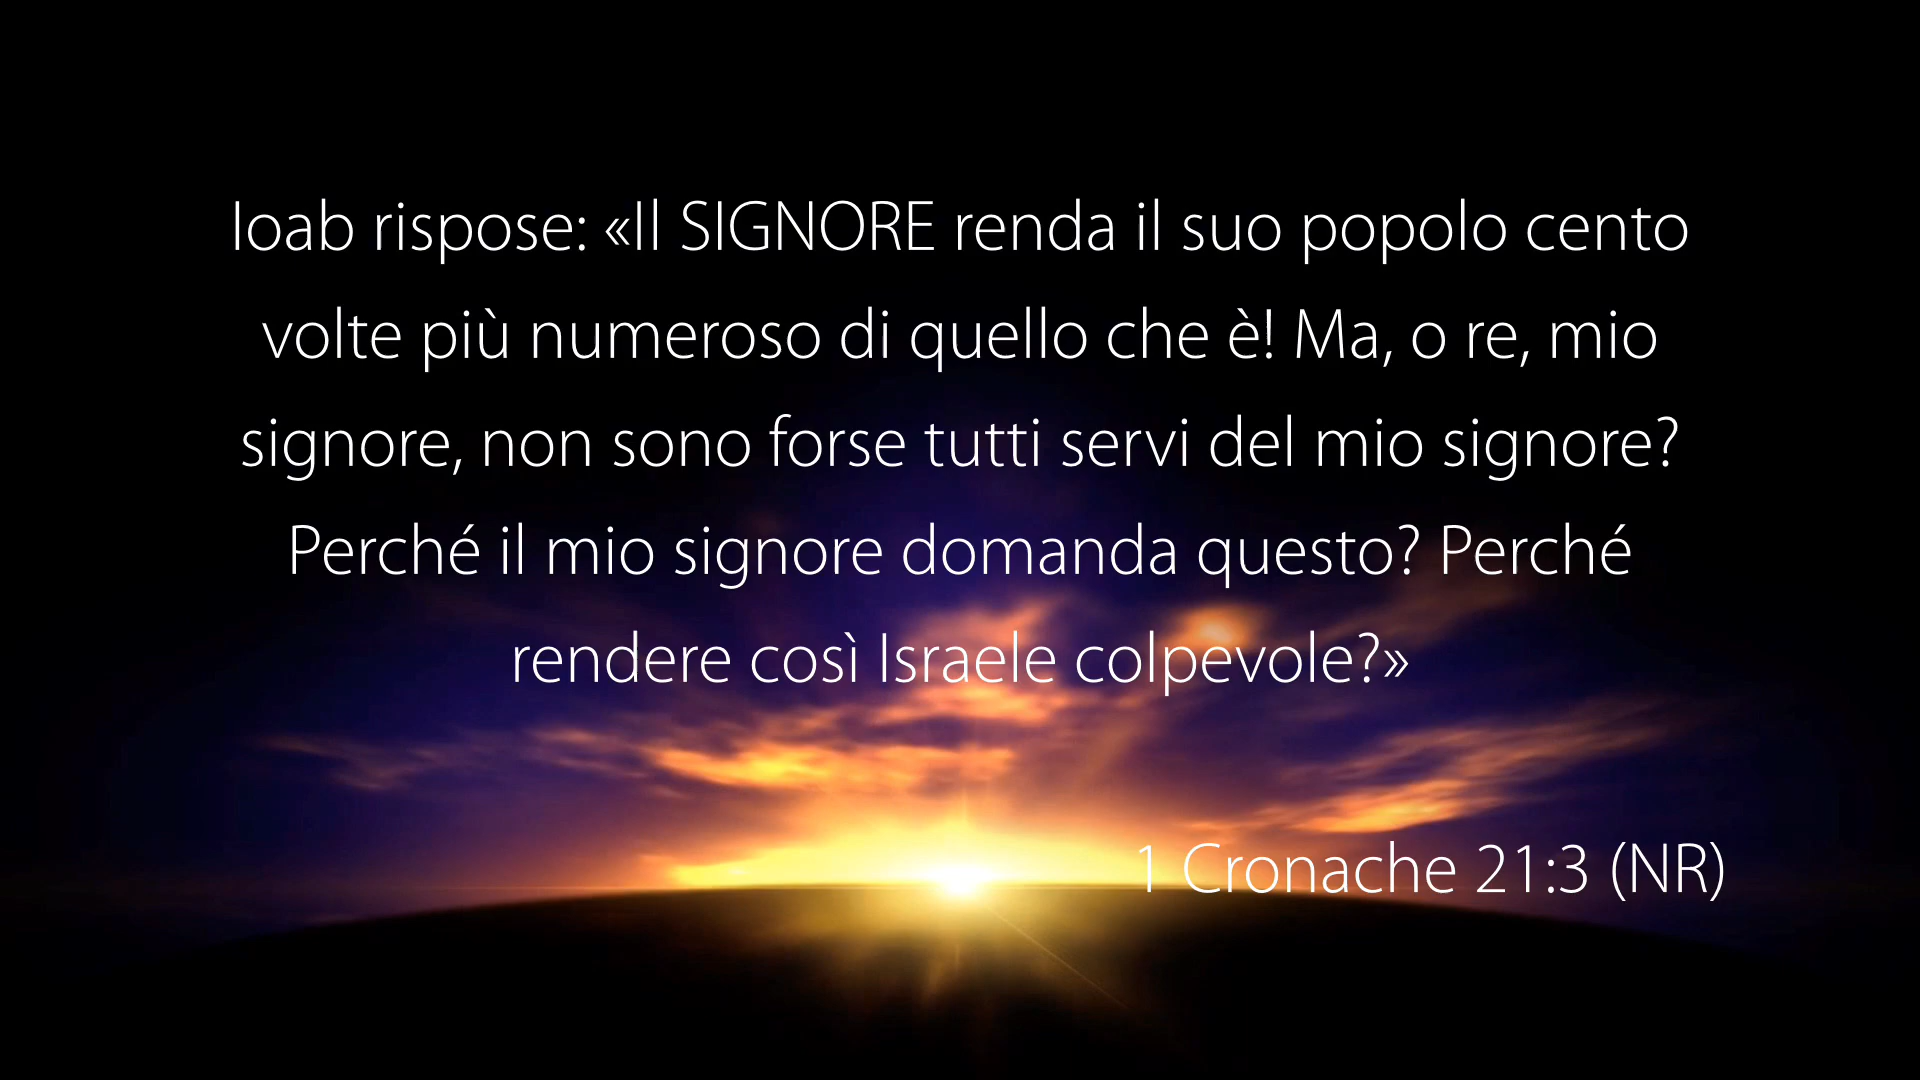 Ioab rispose: «Il SIGNORE renda il suo popolo cento
volte più numeroso di quello che è! Ma, o re, mio
signore, non sono forse tutti servi del mio signore?
Perché il mio signore domanda questo? Perché
rendere così Israele colpevole?»
1 Cronache 21:3 (NR)